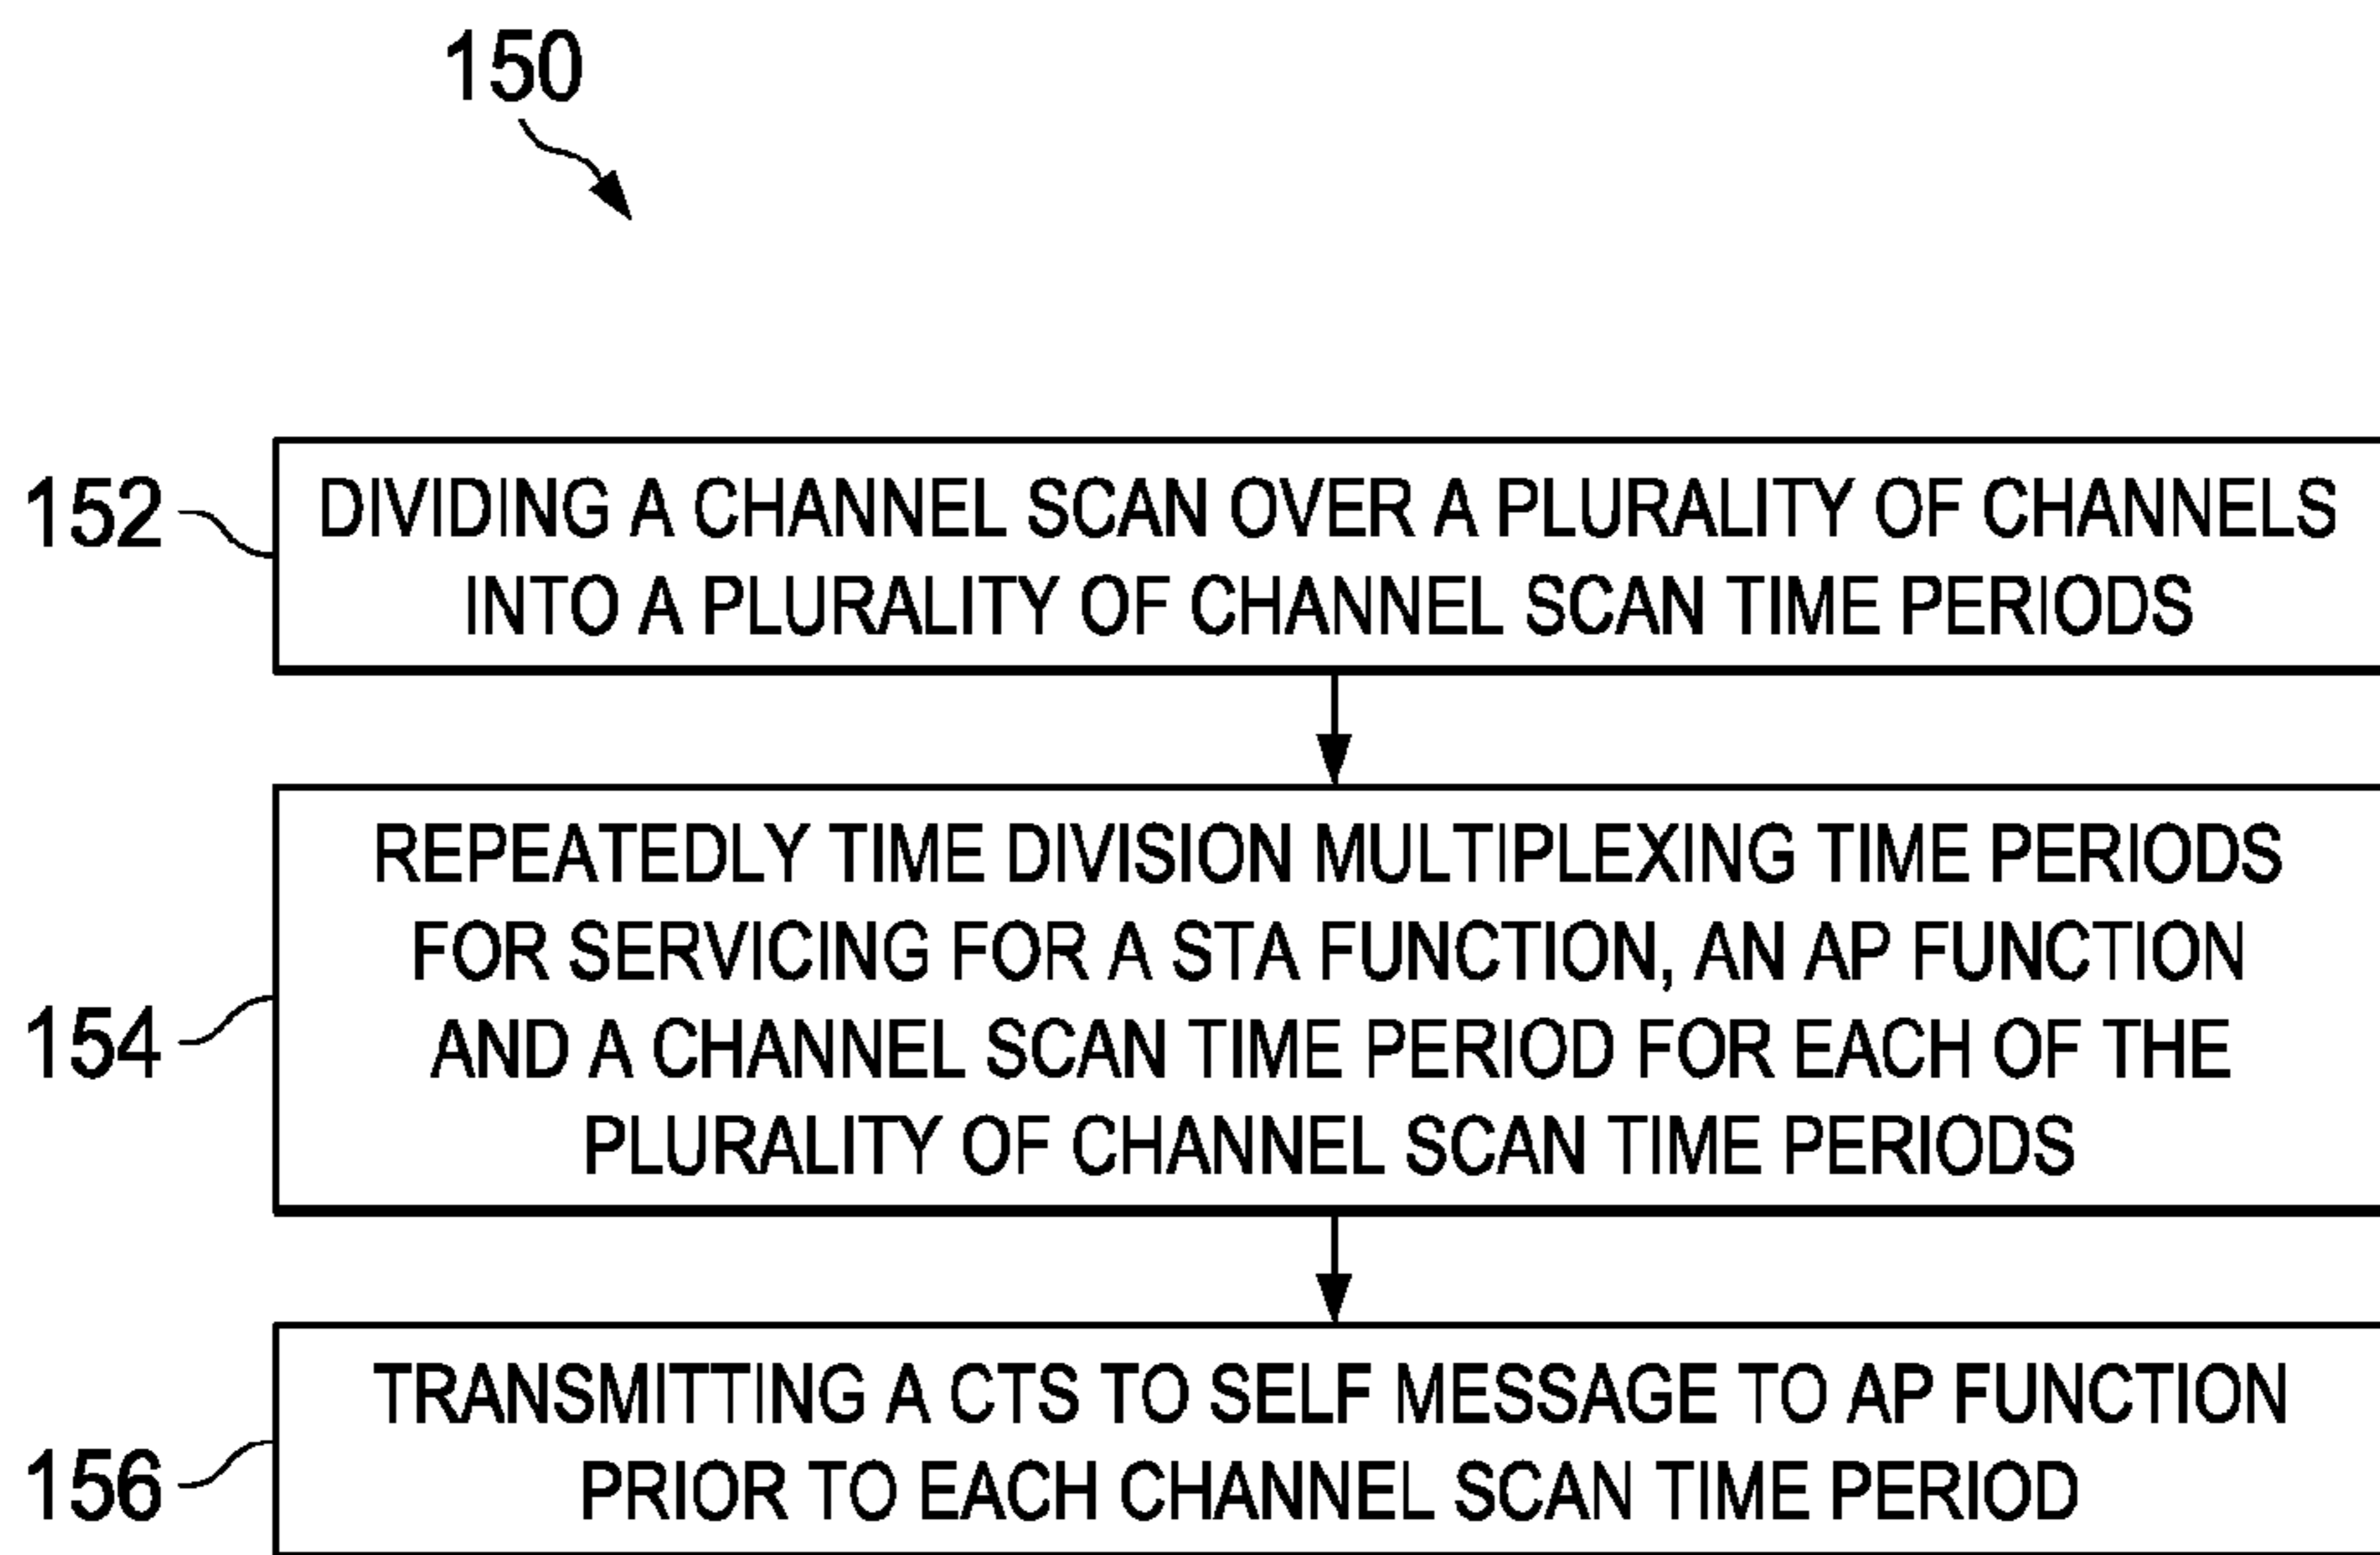 150
152
DIVIDING A CHANNEL SCAN OVER A PLURALITY OF CHANNELS
INTO A PLURALITY OF CHANNEL SCAN TIME PERIODS
154
REPEATEDLY TIME DIVISION MULTIPLEXING TIME PERIODS
FOR SERVICING FOR A STA FUNCTION, AN AP FUNCTION
AND A CHANNEL SCAN TIME PERIOD FOR EACH OF THE
PLURALITY OF CHANNEL SCAN TIME PERIODS
156
TRANSMITTING A CTS TO SELF MESSAGE TO AP FUNCTION
PRIOR TO EACH CHANNEL SCAN TIME PERIOD